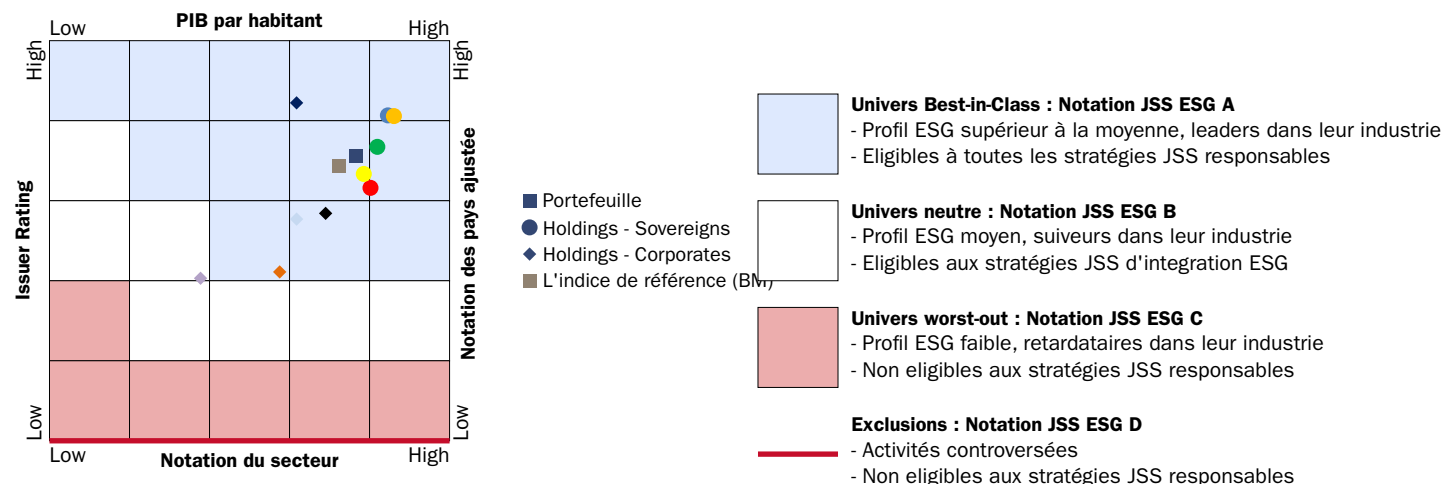 PIB par habitant
Low High
High High
Issuer Rating
Notation des pays ajustée
Low Low
Low High
Notation du secteur
Portefeuille
Holdings - Sovereigns
Holdings - Corporates
L'indice de référence (BM)
Univers Best-in-Class : Notation JSS ESG A
- Profil ESG supérieur à la moyenne, leaders dans leur industrie
- Eligibles à toutes les stratégies JSS responsables
Univers neutre : Notation JSS ESG B
- Profil ESG moyen, suiveurs dans leur industrie
- Eligibles aux stratégies JSS d'integration ESG
Univers worst-out : Notation JSS ESG C
- Profil ESG faible, retardataires dans leur industrie
- Non eligibles aux stratégies JSS responsables
Exclusions : Notation JSS ESG D
- Activités controversées
- Non eligibles aux stratégies JSS responsables